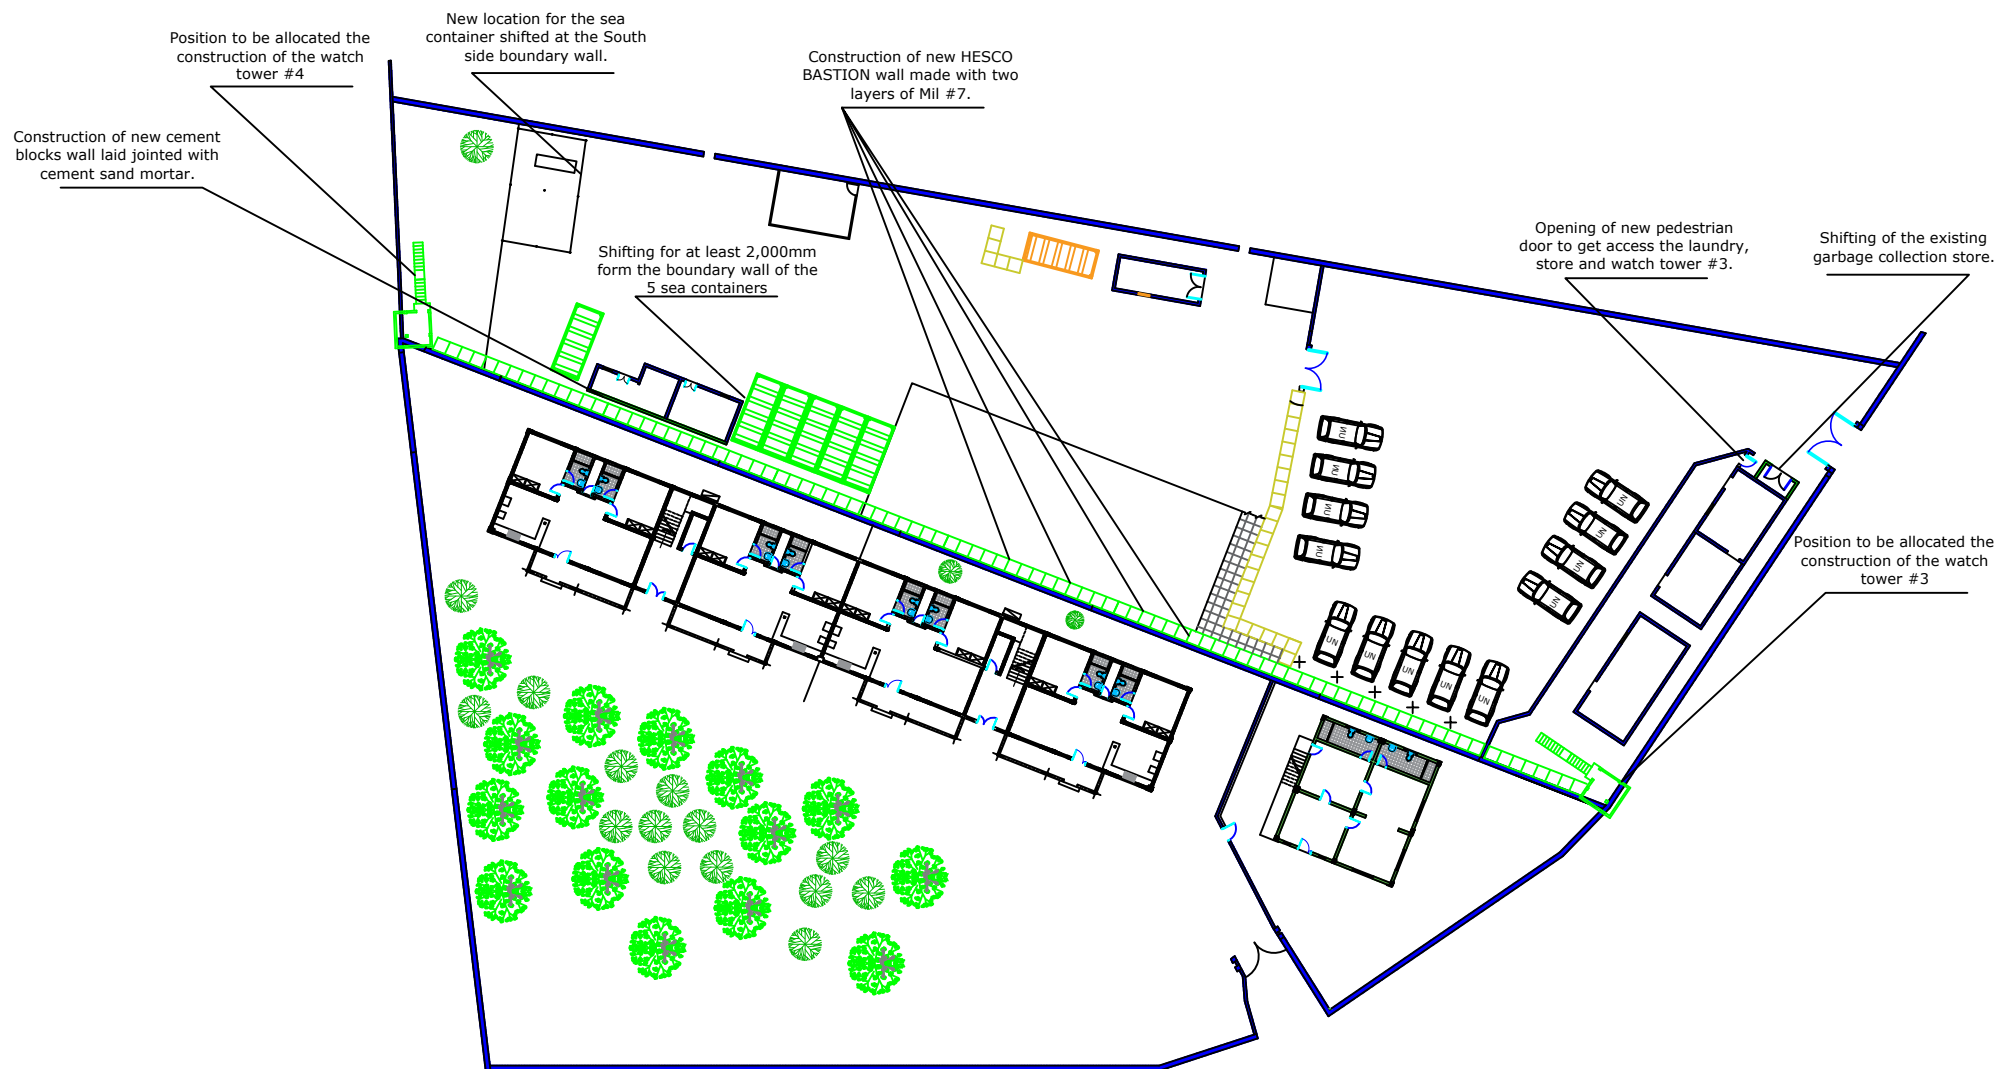 New location for the sea
container shifted at the South
side boundary wall.
Position to be allocated the
construction of the watch
tower #4
Construction of new HESCO
BASTION wall made with two
layers of Mil #7.
Construction of new cement
blocks wall laid jointed with
cement sand mortar.
Shifting for at least 2,000mm
form the boundary wall of the
5 sea containers
Opening of new pedestrian
door to get access the laundry,
store and watch tower #3.
Shifting of the existing
garbage collection store.
Position to be allocated the
construction of the watch
tower #3
UN
UN
UN
UN
UN
UN
UN
UN
UN
UN
UN
UN
UN